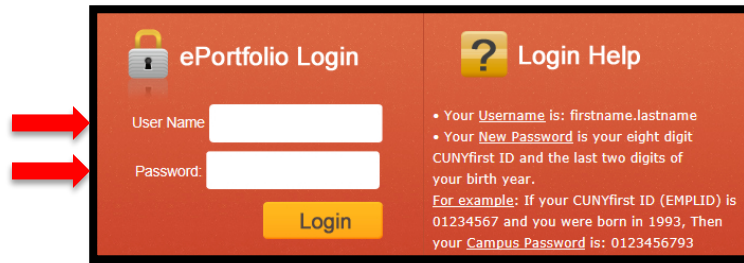 ePortfolio Login
User Name
Password:
Login
? Login Help
• Your Username is: firstname.lastname
• Your New Password is your eight digit
CUNYfirst ID and the last two digits of
your birth year.
For example: If your CUNYfirst ID (EMPLID) is
01234567 and you were born in 1993, Then
your Campus Password is: 0123456793